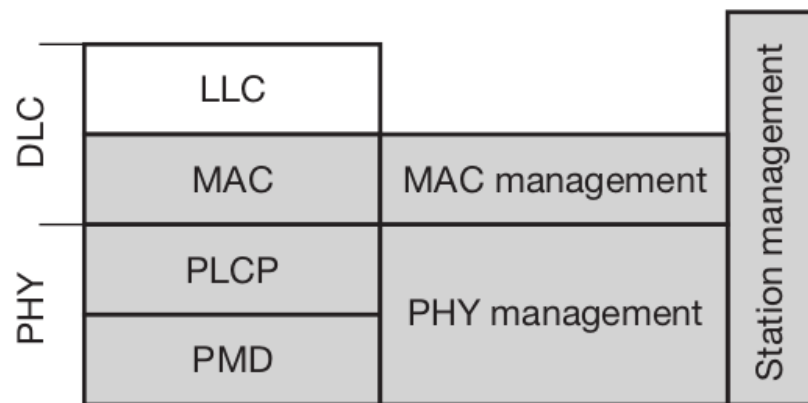 DLC
LLC
MAC
MAC management
PHY
PLCP
PMD
PHY management
Station management